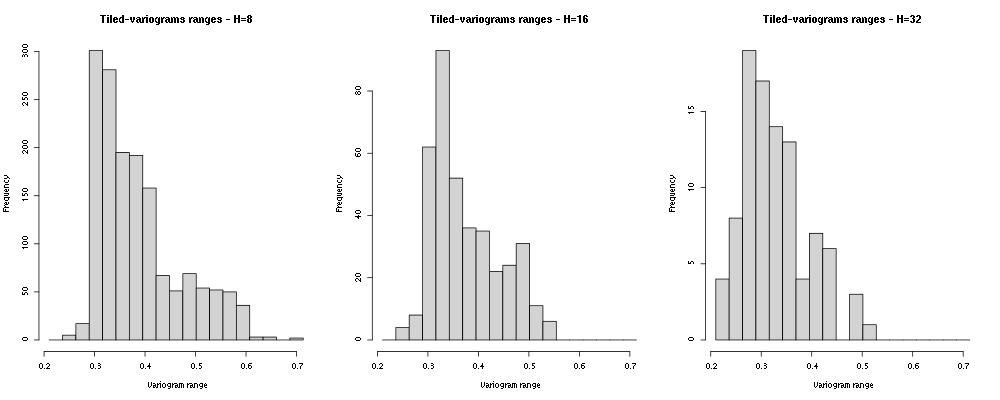 Tiled-variograms ranges - H=8
Frequency
300
250
200
150
100
50
0
0.2 0.3 0.4 0.5 0.6 0.7
Variogram range
Tiled-variograms ranges - H=16
Frequency
80
60
40
20
0
0.2 0.3 0.4 0.5 0.6 0.7
Variogram range
Tiled-variograms ranges - H=32
Frequency
15
10
5
0
0.2 0.3 0.4 0.5 0.6 0.7
Variogram range